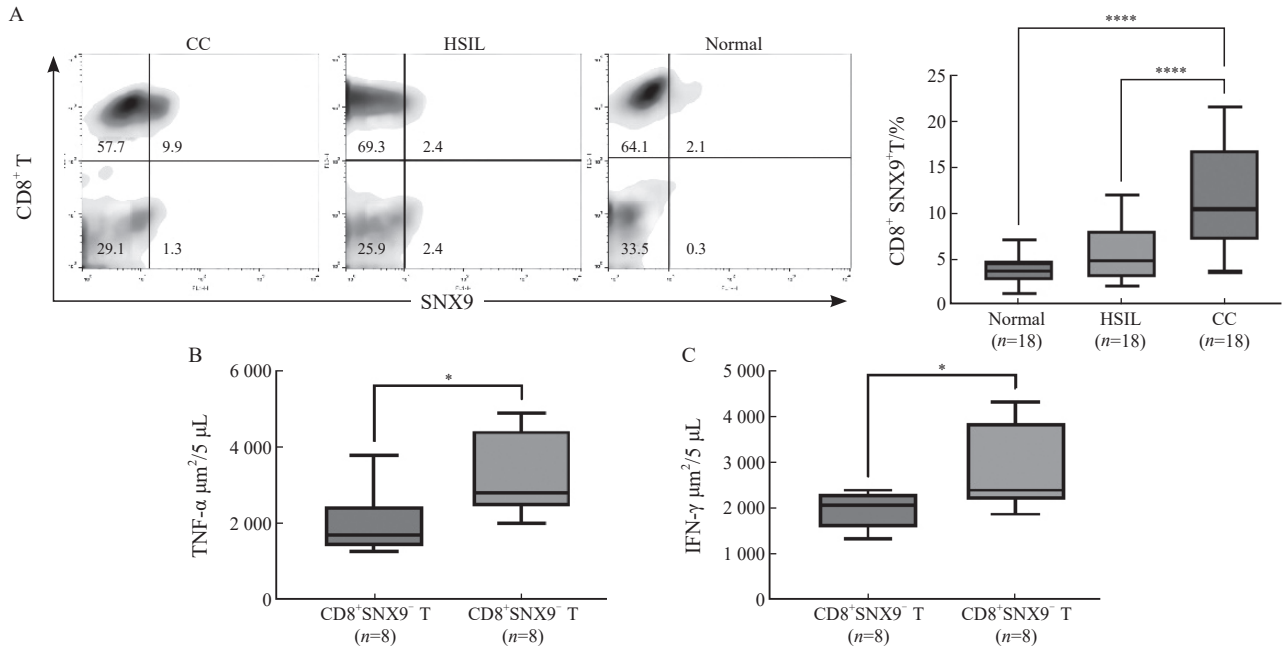 A
CC
HSIL
Normal
CD8⁺ T
57.7 9.9
29.1 1.3
69.3 2.4
25.9 2.4
64.1 2.1
33.5 0.3
SNX9
****
****
CD8⁺ SNX9⁺T/%
25
20
15
10
5
0
Normal
(n=18)
HSIL
(n=18)
CC
(n=18)
B
*
TNF-α μm²/5 μL
6 000
4 000
2 000
0
CD8⁺SNX9⁻ T
(n=8)
CD8⁺SNX9⁻ T
(n=8)
C
*
IFN-γ μm²/5 μL
5 000
4 000
3 000
2 000
1 000
0
CD8⁺SNX9⁻ T
(n=8)
CD8⁺SNX9⁻ T
(n=8)